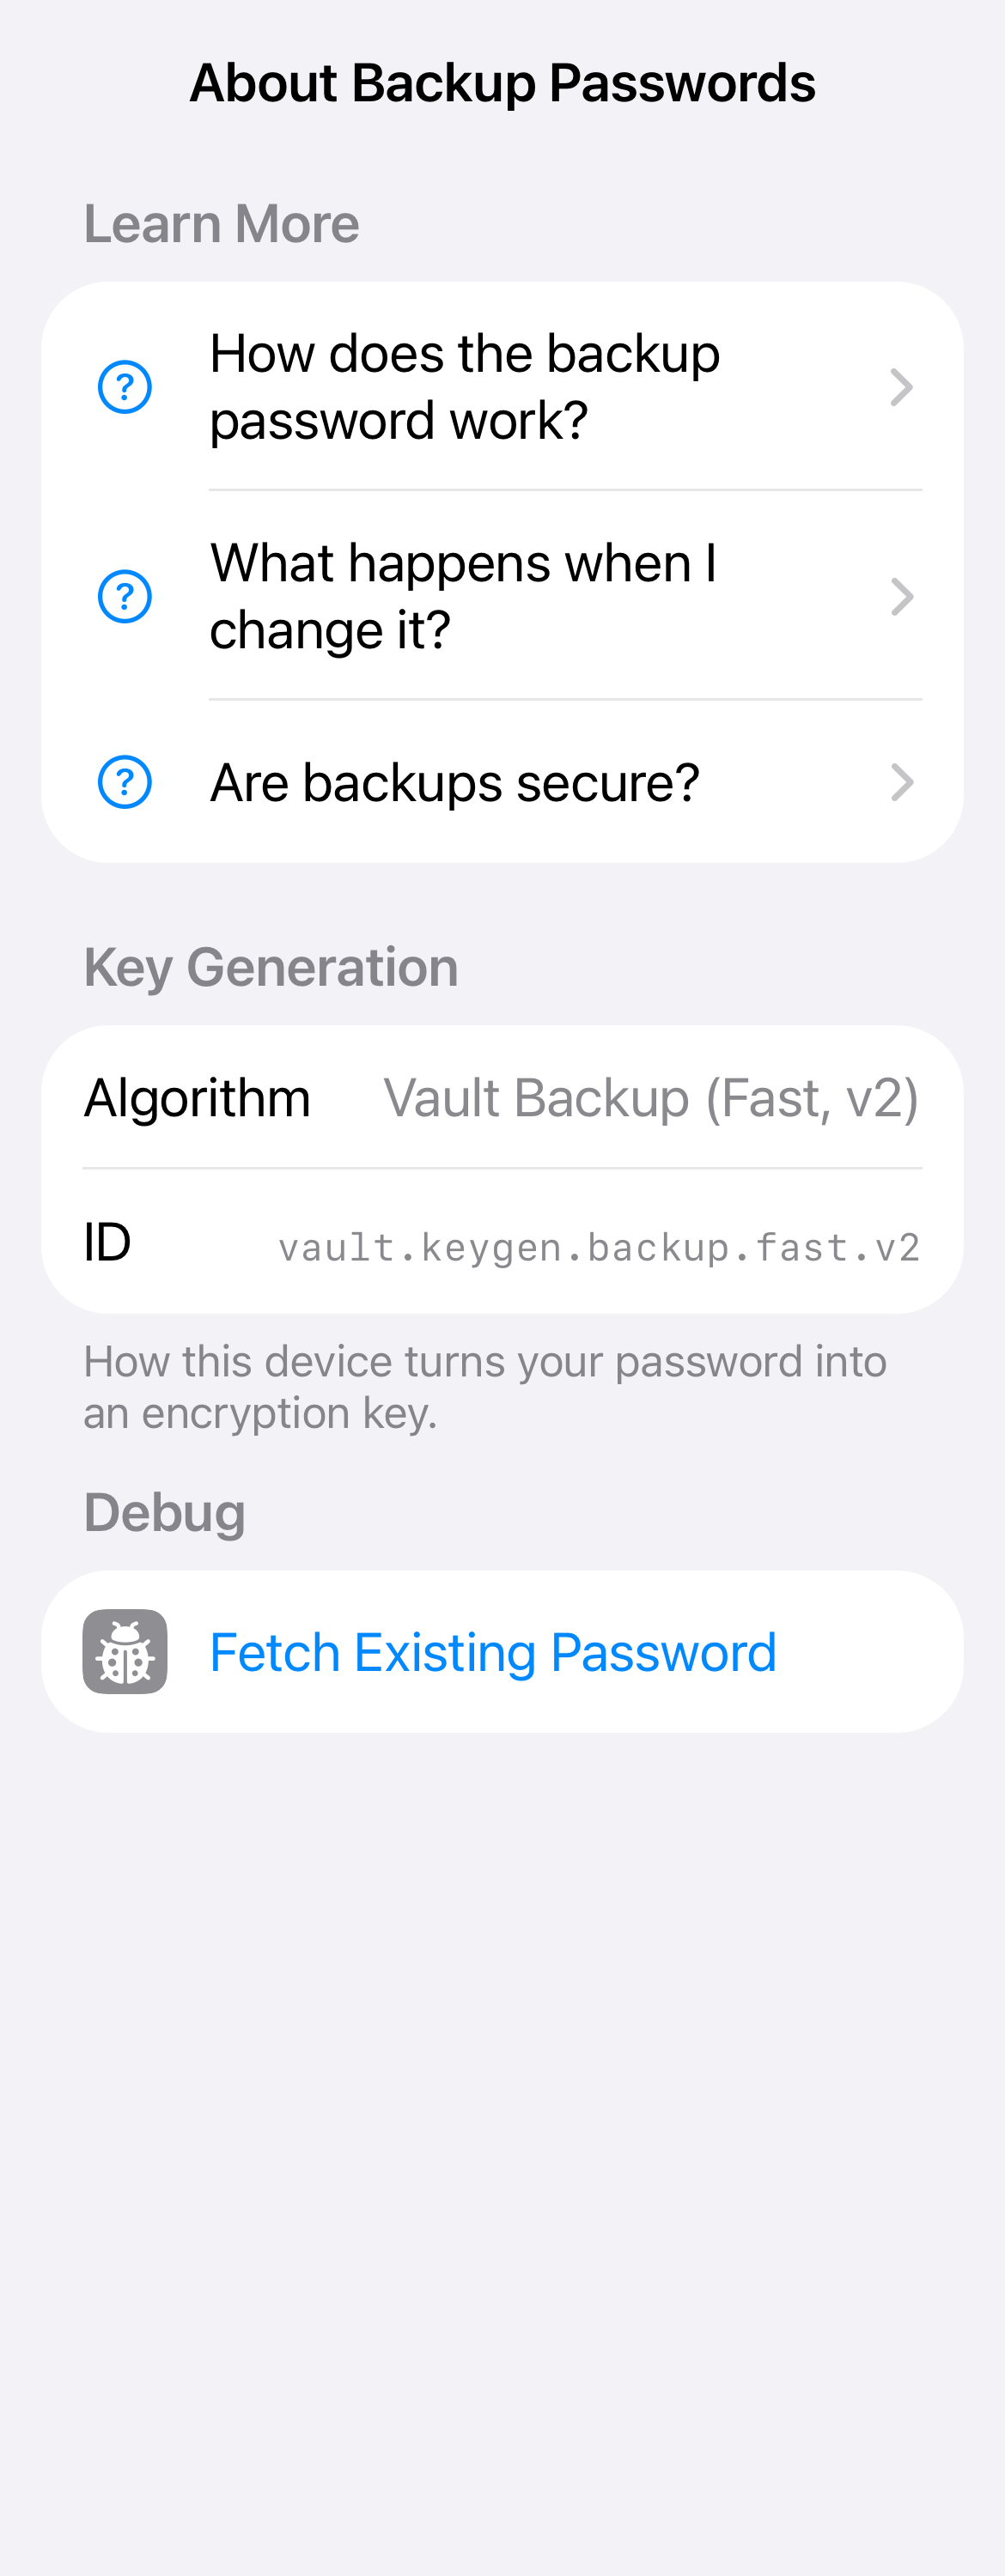 About Backup Passwords
Learn More
How does the backup
password work?
What happens when I
change it?
Are backups secure?
Key Generation
Algorithm Vault Backup (Fast, v2)
ID vault.keygen.backup.fast.v2
How this device turns your password into
an encryption key.
Debug
Fetch Existing Password